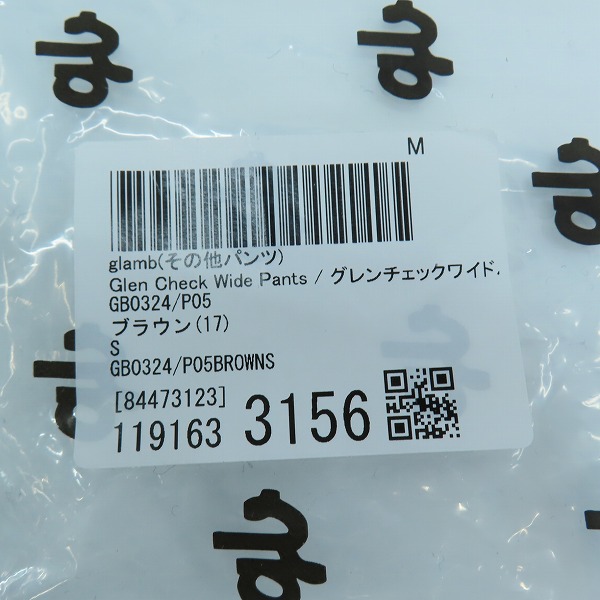 M
glamb(その他パンツ)
Glen Check Wide Pants / グレンチェックワイド
GB0324/P05
ブラウン(17)
S
GB0324/P05BROWNS
[84473123]
119163 3156